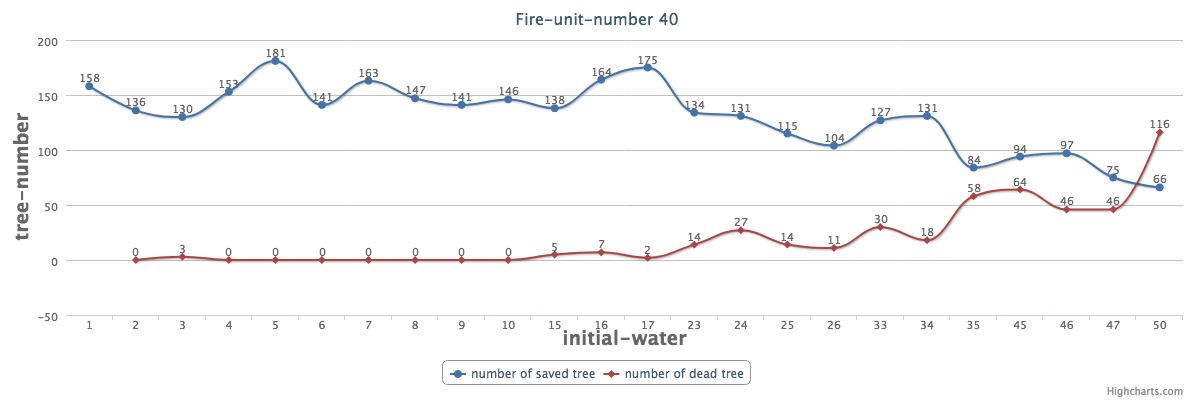 Fire-unit-number 40
tree-number
200
150
100
50
0
-50
158 136 130 153 181 141 163 147 141 146 138 164 175 134 131 115 104 127 131 84 94 97 75 66
0 3 0 0 0 0 0 0 0 5 7 2 14 27 14 11 30 18 58 64 46 46 116
1 2 3 4 5 6 7 8 9 10 15 16 17 23 24 25 26 33 34 35 45 46 47 50
initial-water
number of saved tree number of dead tree
Highcharts.com